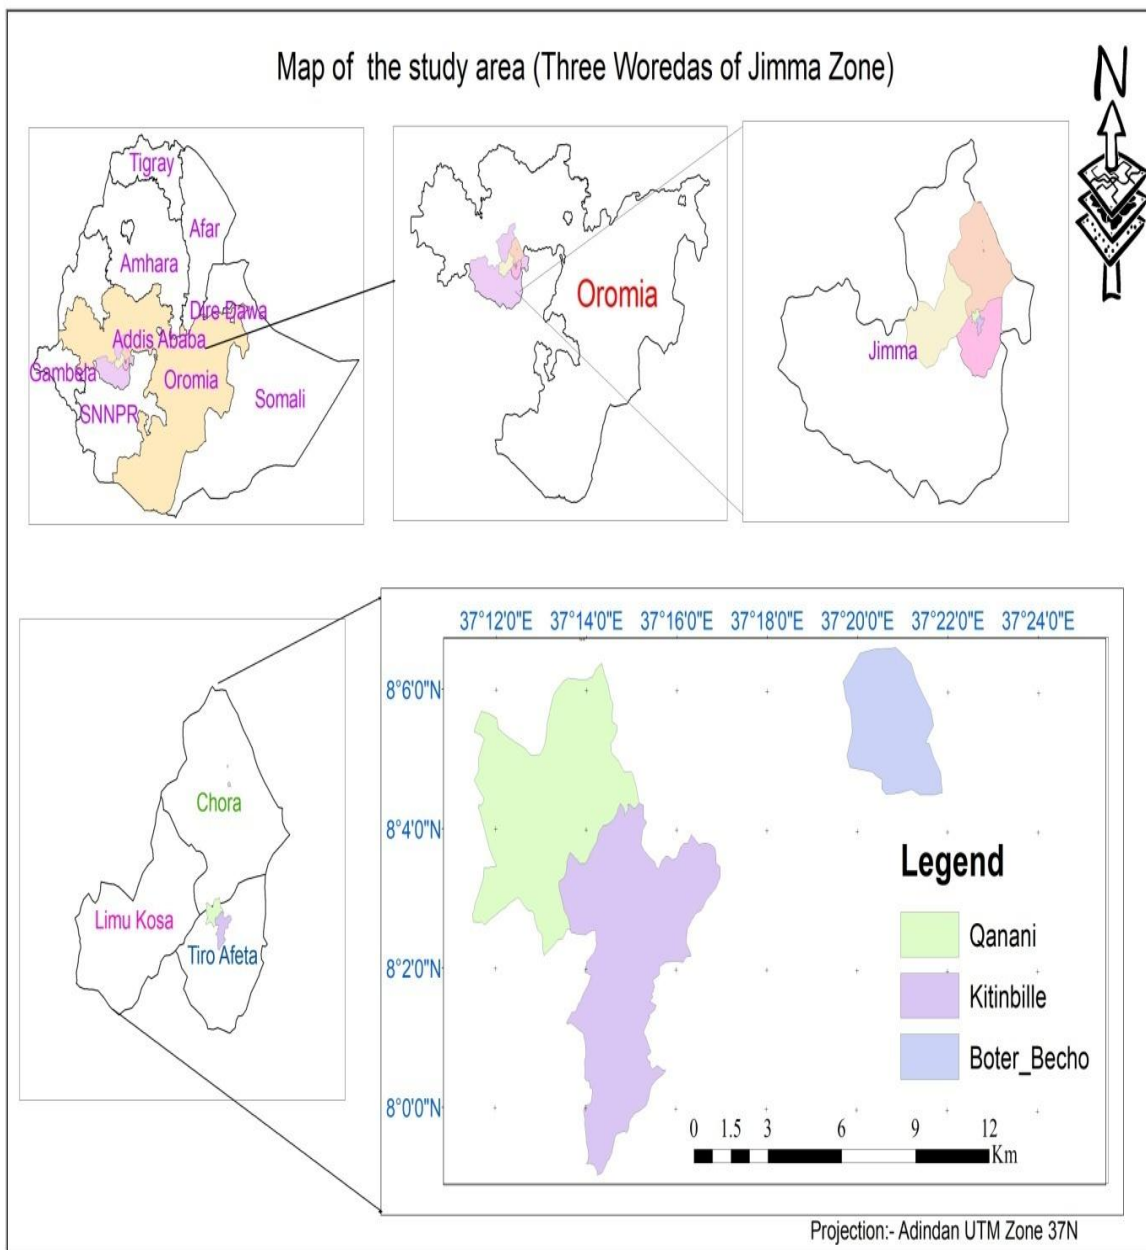 Map of the study area (Three Woredas of Jimma Zone)
N
Tigray
Afar
Amhara
Dire-Dawa
Addis Ababa
Gambela
Oromia
SNNPR
Somali
Oromia
Jimma
Chora
Limu Kosa
Tiro Afeta
37°12'0"E 37°14'0"E 37°16'0"E 37°18'0"E 37°20'0"E 37°22'0"E 37°24'0"E
8°6'0"N
8°4'0"N
8°2'0"N
8°0'0"N
Legend
Qanani
Kitinbille
Boter_Becho
0 1.5 3 6 9 12
Km
Projection:- Adindan UTM Zone 37N